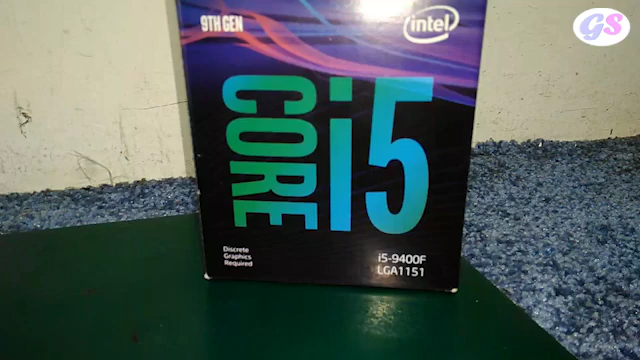 GS
9TH GEN
intel
CORE i5
Discrete
Graphics
Required
i5-9400F
LGA1151